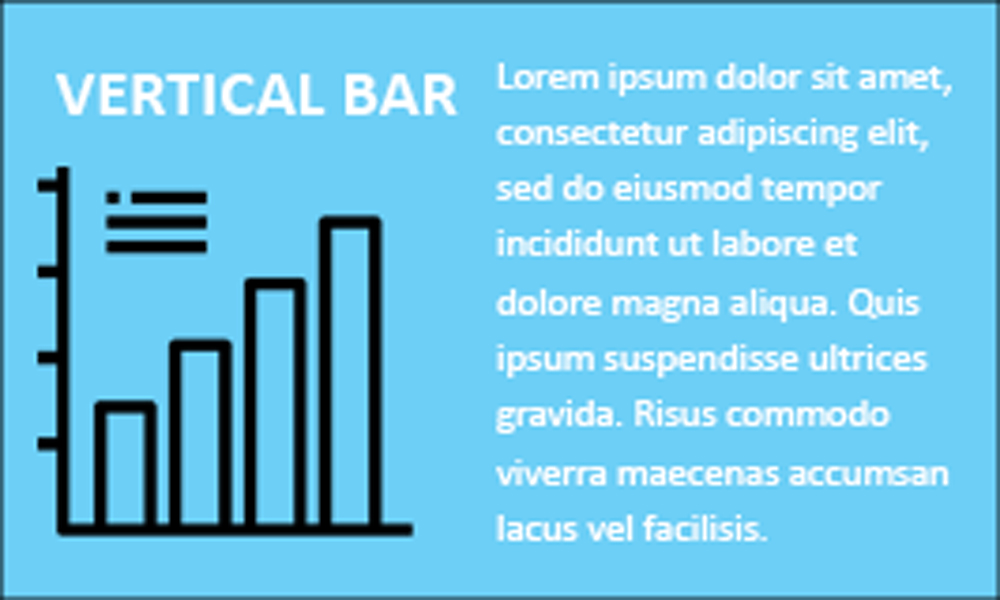 VERTICAL BAR
Lorem ipsum dolor sit amet,
consectetur adipiscing elit,
sed do eiusmod tempor
incididunt ut labore et
dolore magna aliqua. Quis
ipsum suspendisse ultrices
gravida. Risus commodo
viverra maecenas accumsan
lacus vel facilisis.